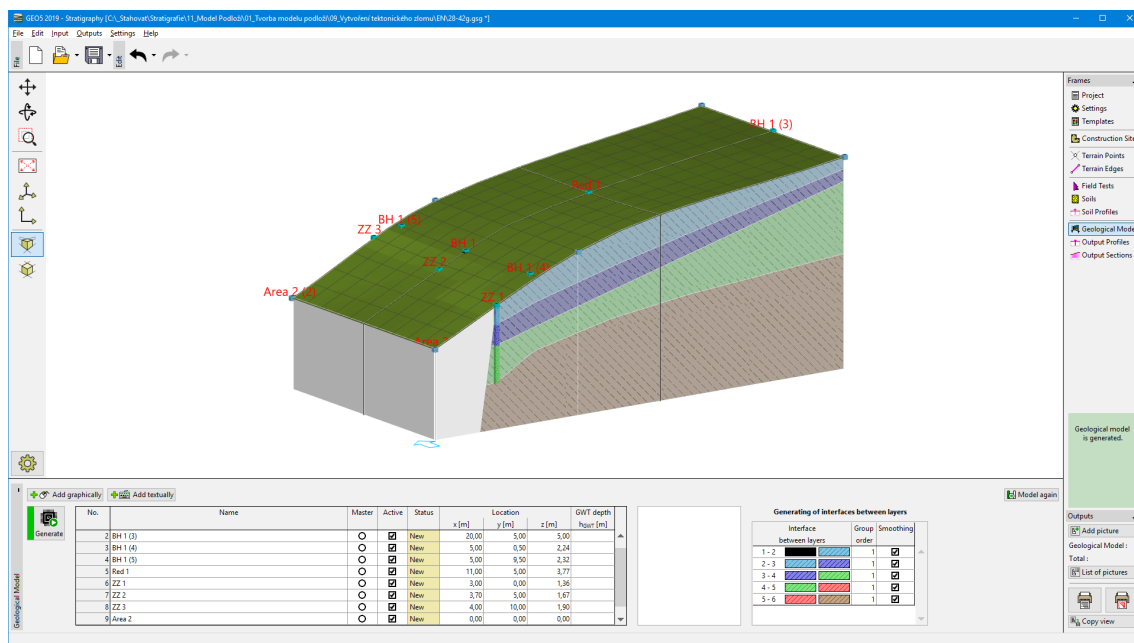 GEO5 2019 - Stratigraphy [C:\_Stahovat\Stratigrafie\11_Model Podloží\01_Tvorba modelu podloží\09_Vytvoření tektonického zlomu\EN\28-42g.gsg *]
File Edit Input Outputs Settings Help
File
Edit
Frames
Project
Settings
Templates
Construction Site
Terrain Points
Terrain Edges
Field Tests
Soils
Soil Profiles
Geological Mode
Output Profiles
Output Sections
BH 1 (3)
Red 1
BH 1 (5)
ZZ 3
BH 1
ZZ 2
BH 1 (4)
Area 2 (2)
ZZ 1
Geological model
is generated.
Add graphically Add textually
Model again
Generate
Geological Model
No. Name Master Active Status Location GWT depth
x [m] y [m] z [m] hGWT [m]
2 BH 1 (3) New 20,00 5,00 5,00
3 BH 1 (4) New 5,00 0,50 2,24
4 BH 1 (5) New 5,00 9,50 2,32
5 Red 1 New 11,00 5,00 3,77
6 ZZ 1 New 3,00 0,00 1,36
7 ZZ 2 New 3,70 5,00 1,67
8 ZZ 3 New 4,00 10,00 1,90
9 Area 2 New 0,00 0,00 0,00
Generating of interfaces between layers
Interface Group Smoothing
between layers order
1 - 2 1
2 - 3 1
3 - 4 1
4 - 5 1
5 - 6 1
Outputs
Add picture
Geological Model :
Total :
List of pictures
Copy view